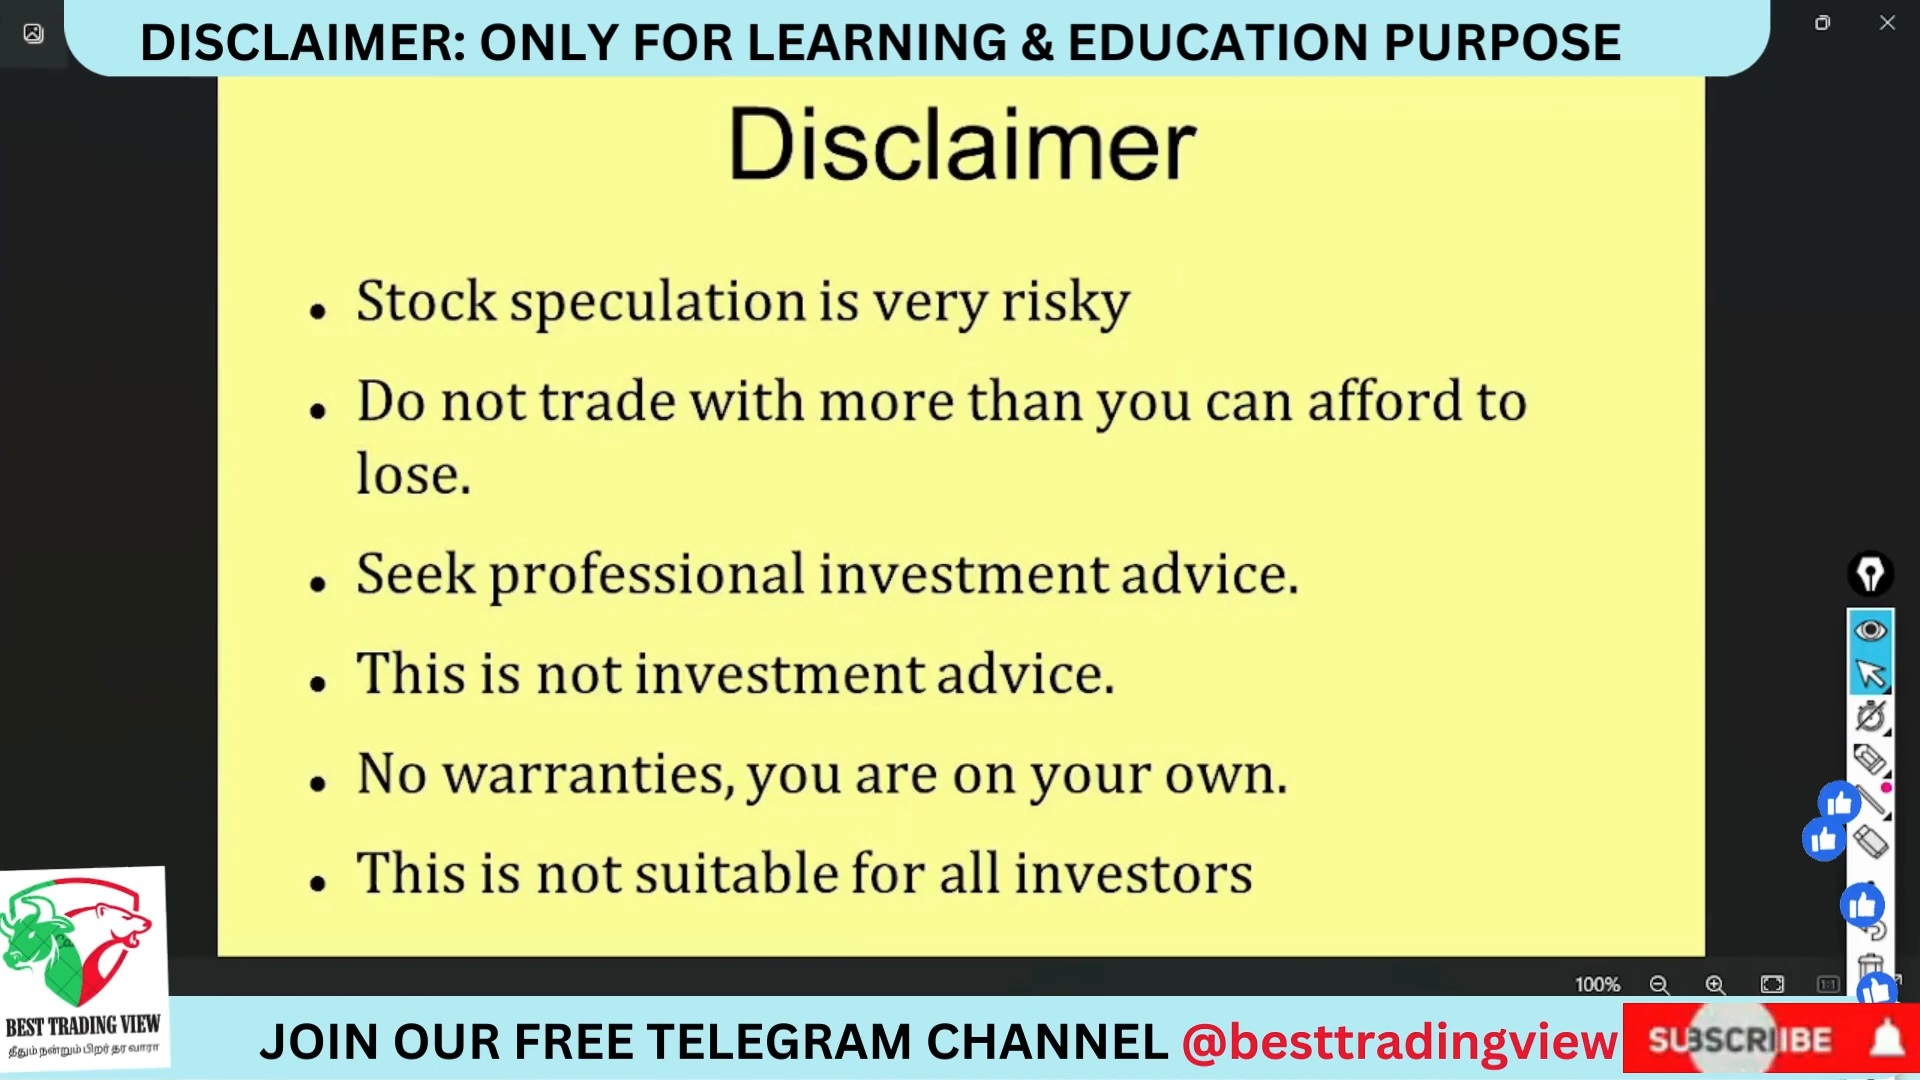 DISCLAIMER: ONLY FOR LEARNING & EDUCATION PURPOSE
Disclaimer
• Stock speculation is very risky
• Do not trade with more than you can afford to
lose.
• Seek professional investment advice.
• This is not investment advice.
• No warranties, you are on your own.
• This is not suitable for all investors
100%
1:1
BEST TRADING VIEW
தீதும் நன்றும் பிறர் தர வாரா
JOIN OUR FREE TELEGRAM CHANNEL @besttradingview
SUBSCRIIBE